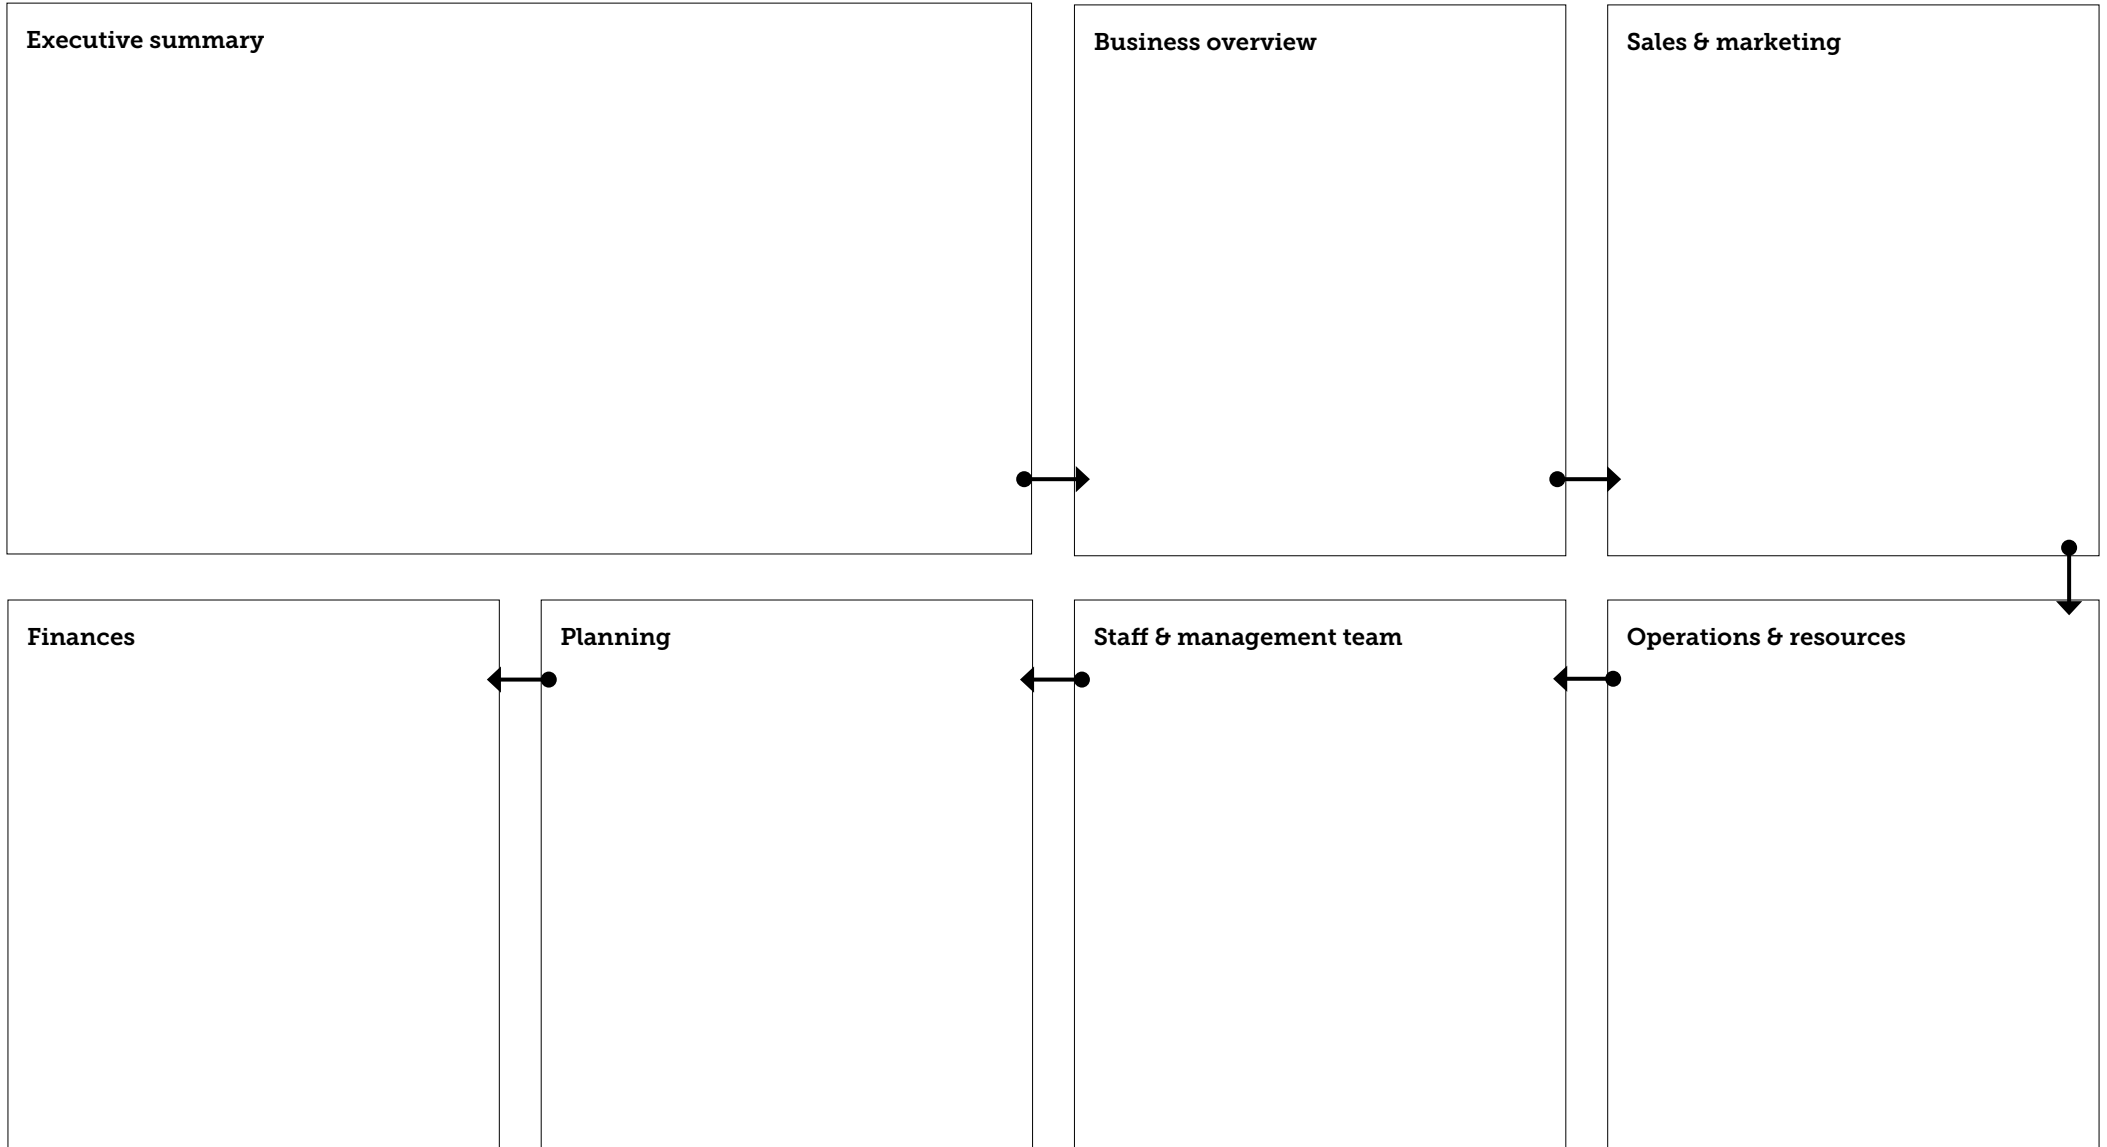 Executive summary
Business overview
Sales & marketing
Finances
Planning
Staff & management team
Operations & resources